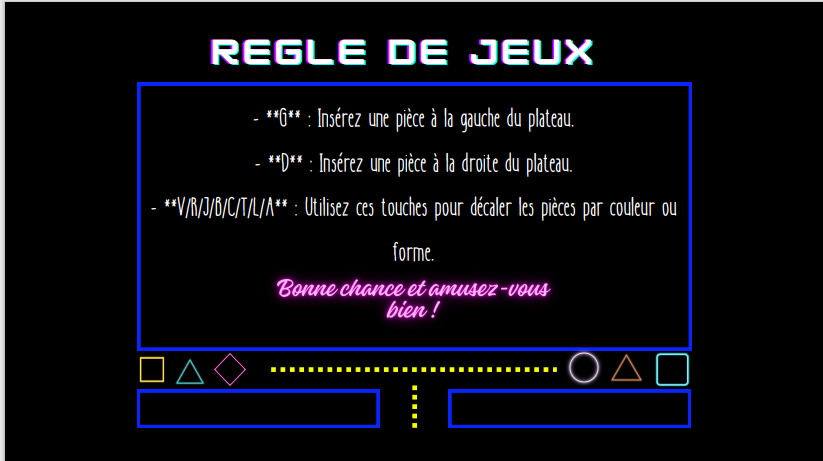 REGLE DE JEUX
- **G** : Insérez une pièce à la gauche du plateau.
- **D** : Insérez une pièce à la droite du plateau.
- **V/R/J/B/C/T/L/A** : Utilisez ces touches pour décaler les pièces par couleur ou
forme.
Bonne chance et amusez-vous
bien !